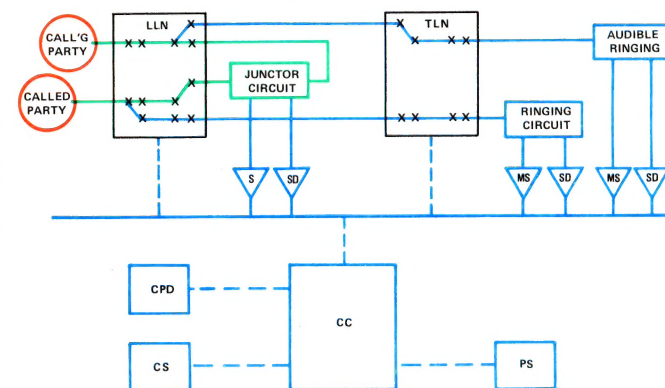 CALL'G
PARTY
LLN
TLN
AUDIBLE
RINGING
CALLED
PARTY
JUNCTOR
CIRCUIT
RINGING
CIRCUIT
S
SD
MS
SD
MS
SD
CPD
CC
CS
PS